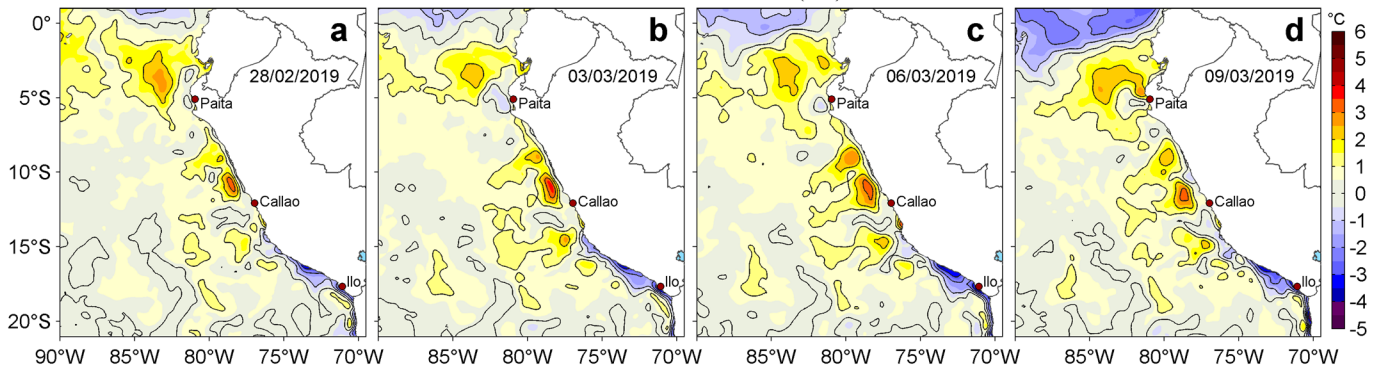 a b c d
28/02/2019 03/03/2019 06/03/2019 09/03/2019
°C
6
5
4
3
2
1
0
-1
-2
-3
-4
-5
0°
5°S
10°S
15°S
20°S
Paita Paita Paita Paita
Callao Callao Callao Callao
Ilo Ilo Ilo Ilo
90°W 85°W 80°W 75°W 70°W 85°W 80°W 75°W 70°W 85°W 80°W 75°W 70°W 85°W 80°W 75°W 70°W